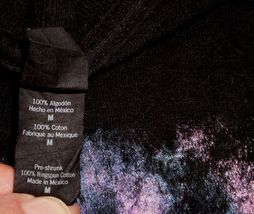 100% Algodón
Hecho en México
M
100% Coton
Fabriqué au Mexique
M
Pre-shrunk
100% Ringspun Cotton
Made in Mexico
M